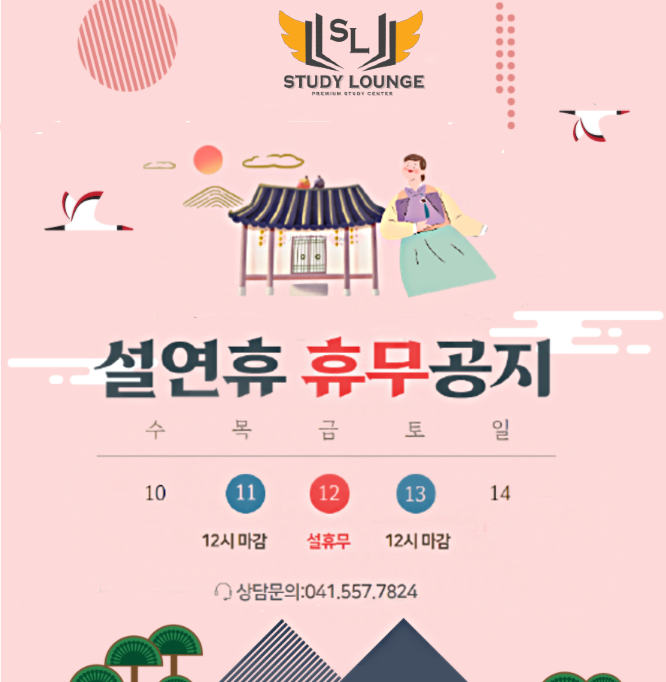 SL
STUDY LOUNGE
PREMIUM STUDY CENTER
설연휴 휴무공지
수 목 금 토 일
10 11 12 13 14
12시 마감 설휴무 12시 마감
상담문의:041.557.7824